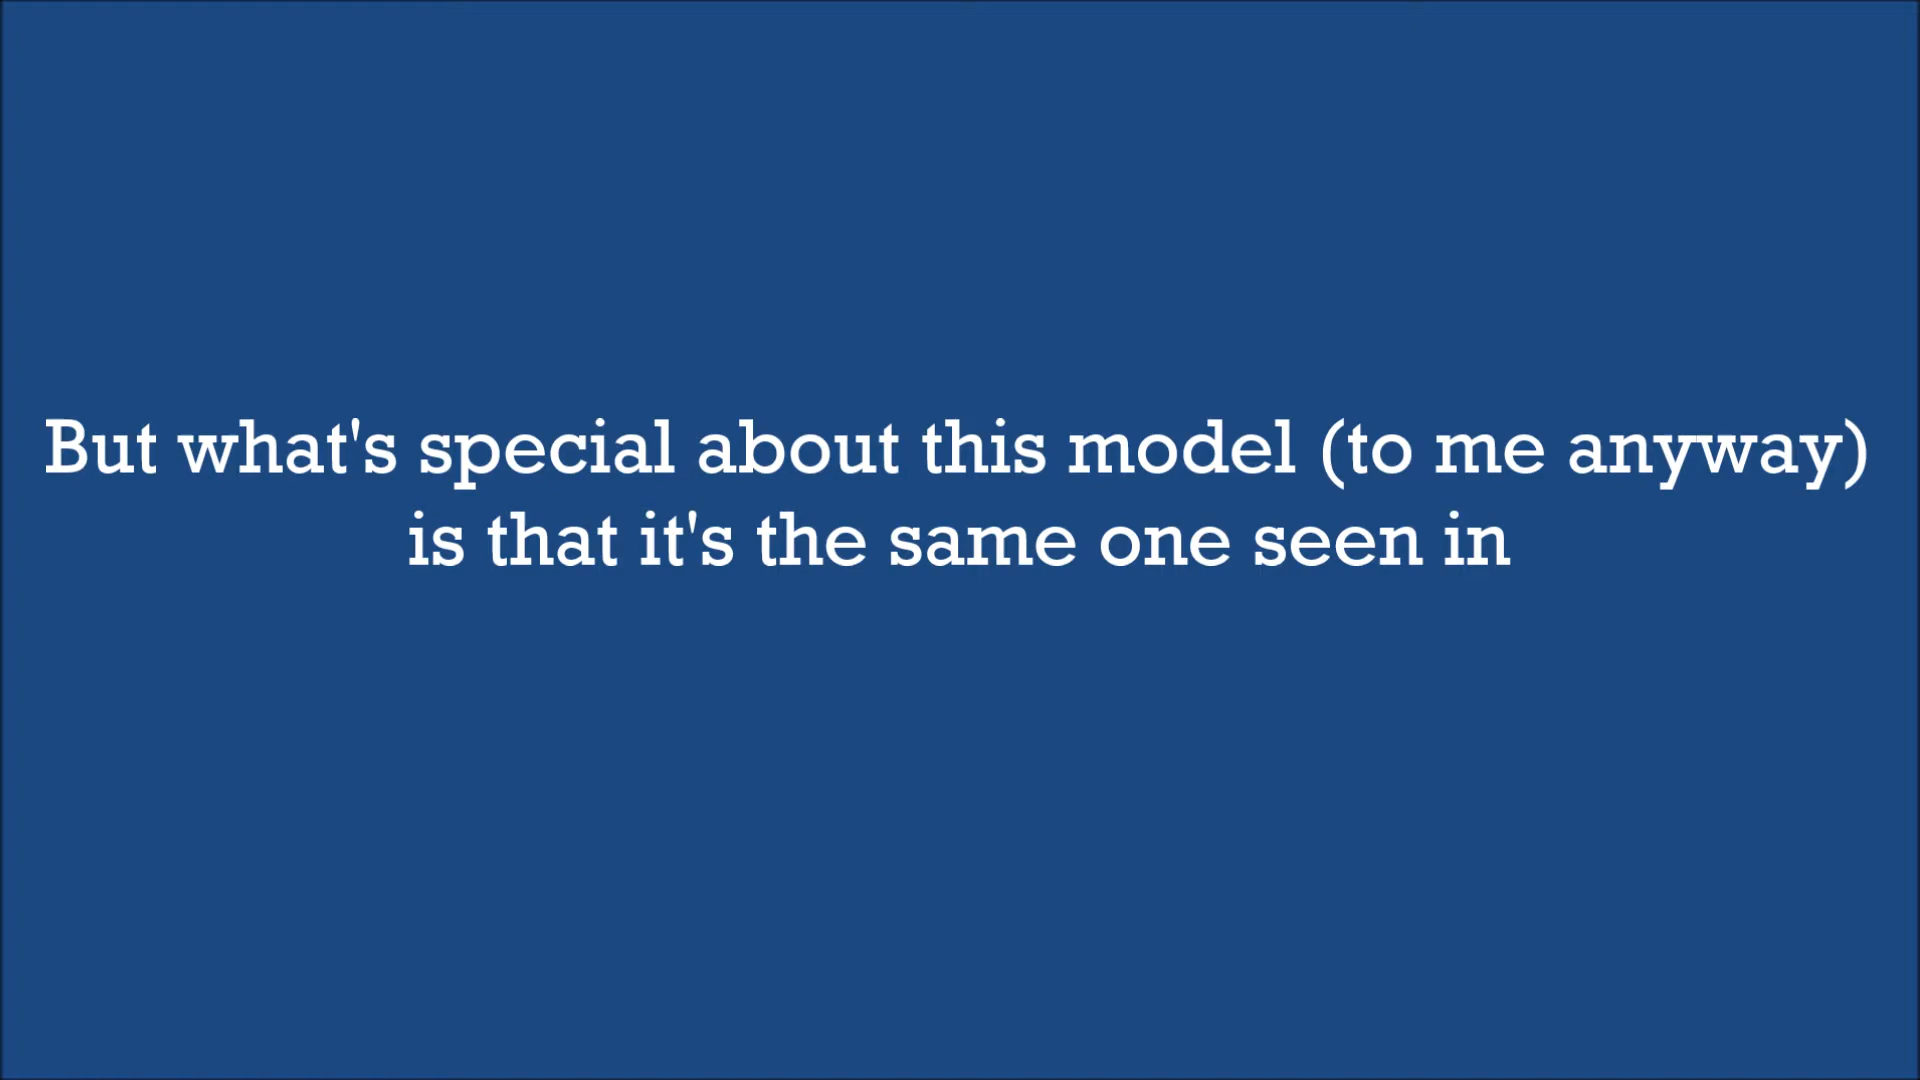 But what's special about this model (to me anyway)
is that it's the same one seen in